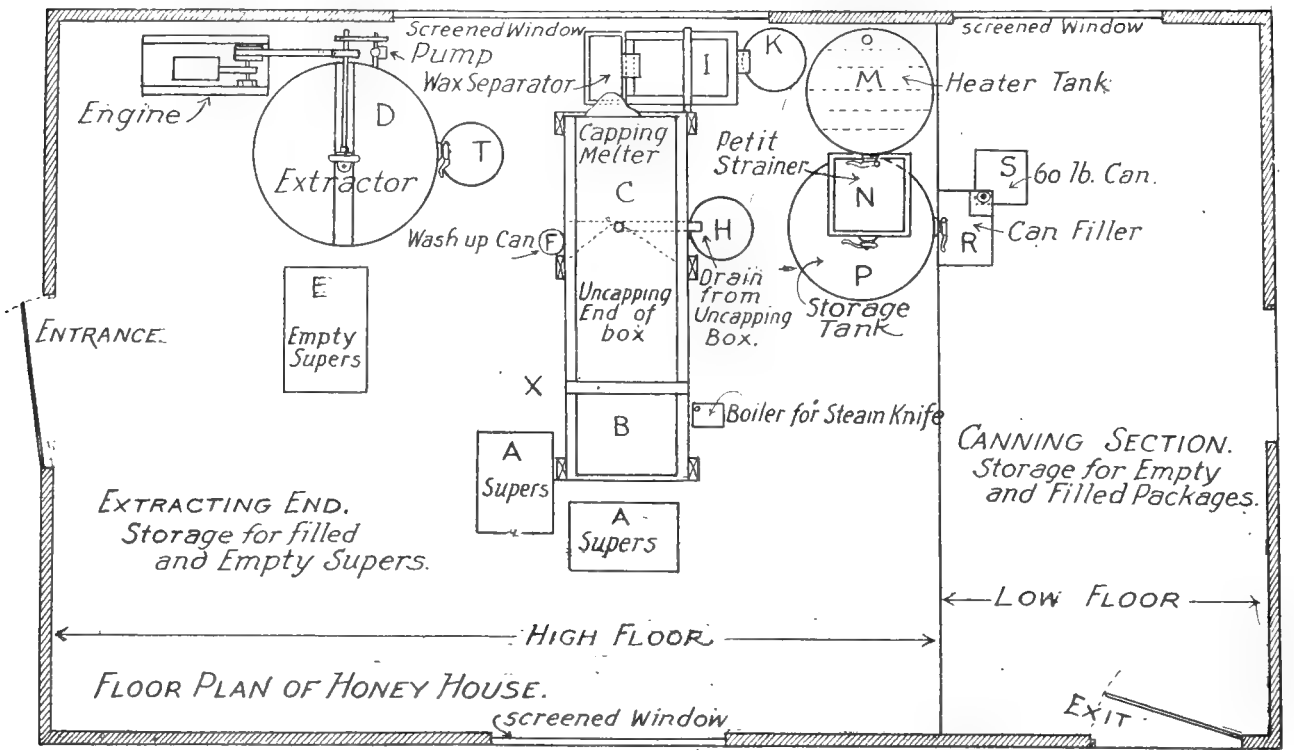 Screened Window
screened Window
Pump
Wax Separator
I
K
O
M
Heater Tank
Engine
D
T
Extractor
Capping
Melter
C
Petit
Strainer
N
S
60 lb. Can.
R
Can Filler
Wash up Can
F
H
Drain
from
Uncapping
Box.
P
Storage
Tank
Uncapping
End of
box
E
Empty
Supers
ENTRANCE.
X
B
Boiler for Steam Knife
A
Supers
A
Supers
CANNING SECTION.
Storage for Empty
and Filled Packages.
EXTRACTING END.
Storage for filled
and Empty Supers.
LOW FLOOR
HIGH FLOOR
FLOOR PLAN OF HONEY HOUSE.
EXIT.
screened Window